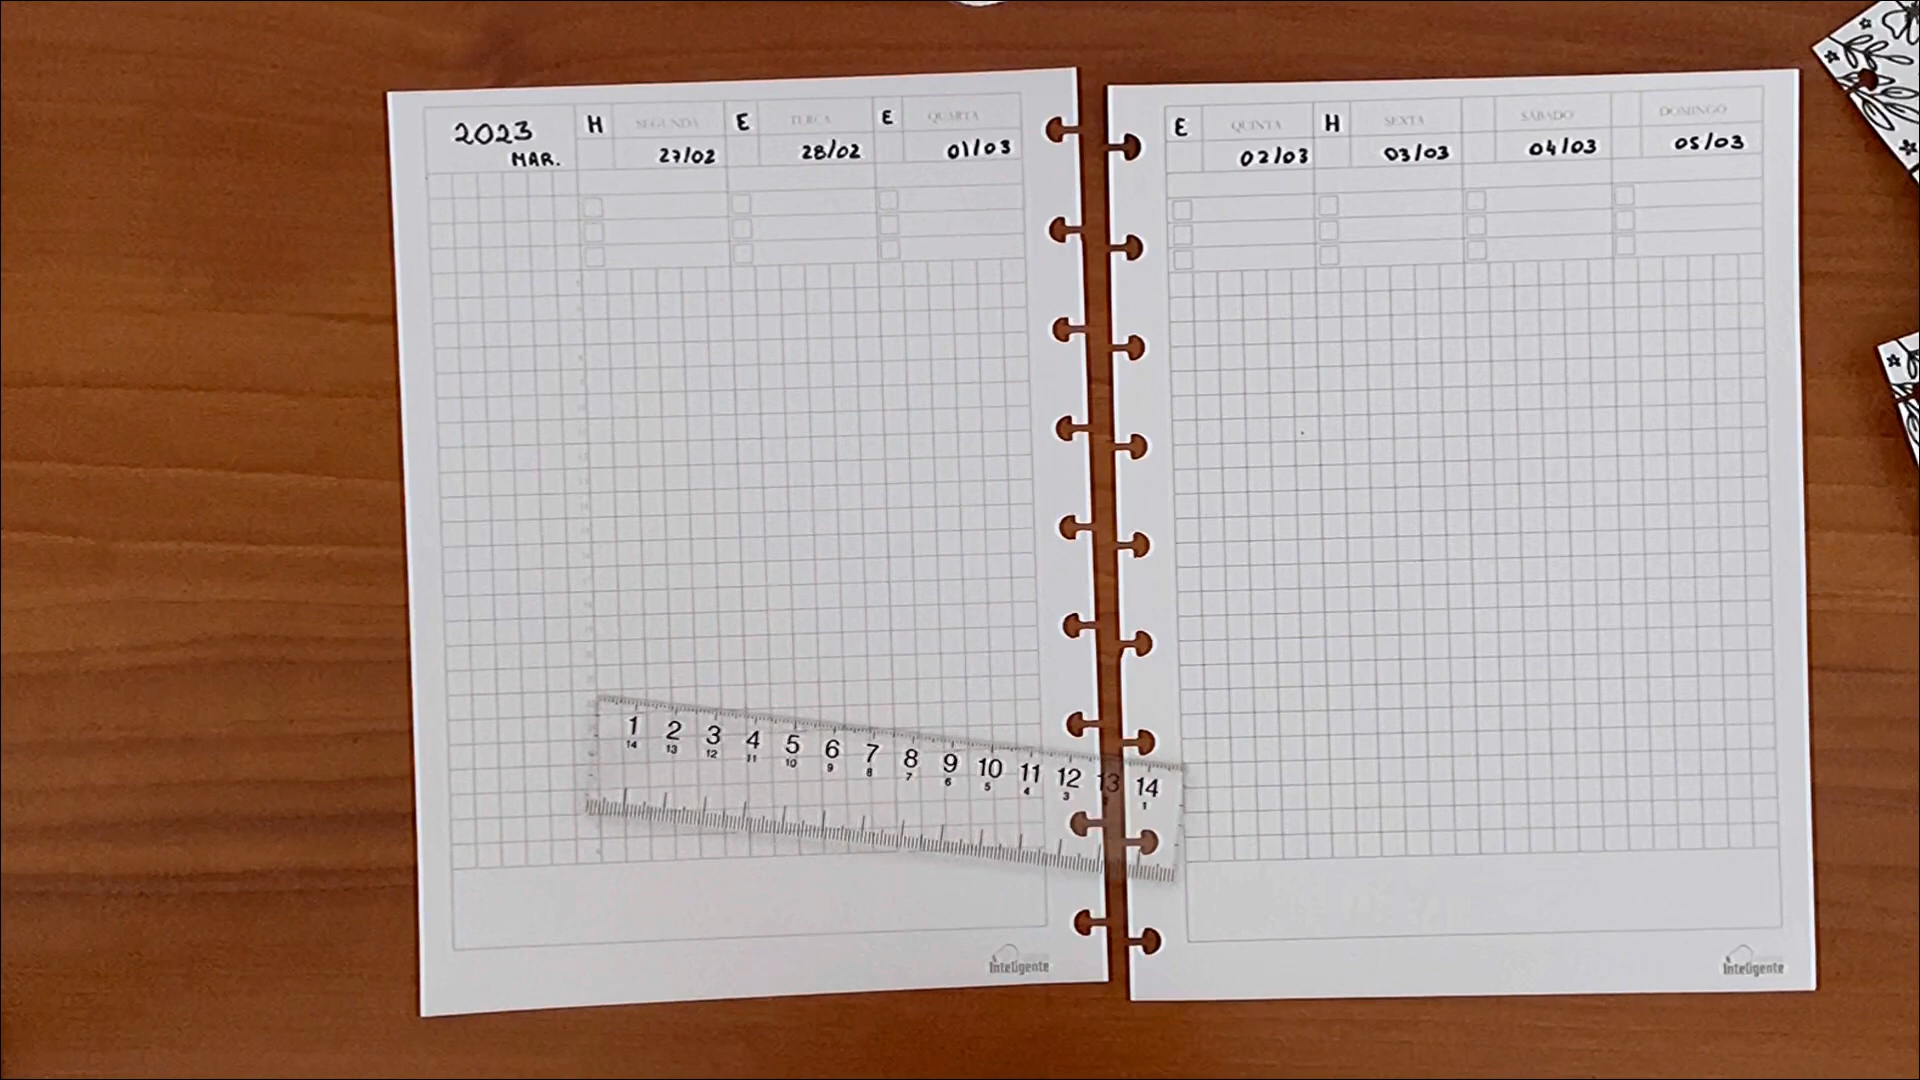 2023
MAR.
H SEGUNDA E TERÇA E QUARTA
27/02 28/02 01/03
E QUINTA H SEXTA SÁBADO DOMINGO
02/03 03/03 04/03 05/03
1 2 3 4 5 6 7 8 9 10 11 12 13 14
14 13 12 11 10 9 8 7 6 5 4 3 1
inteligente
inteligente